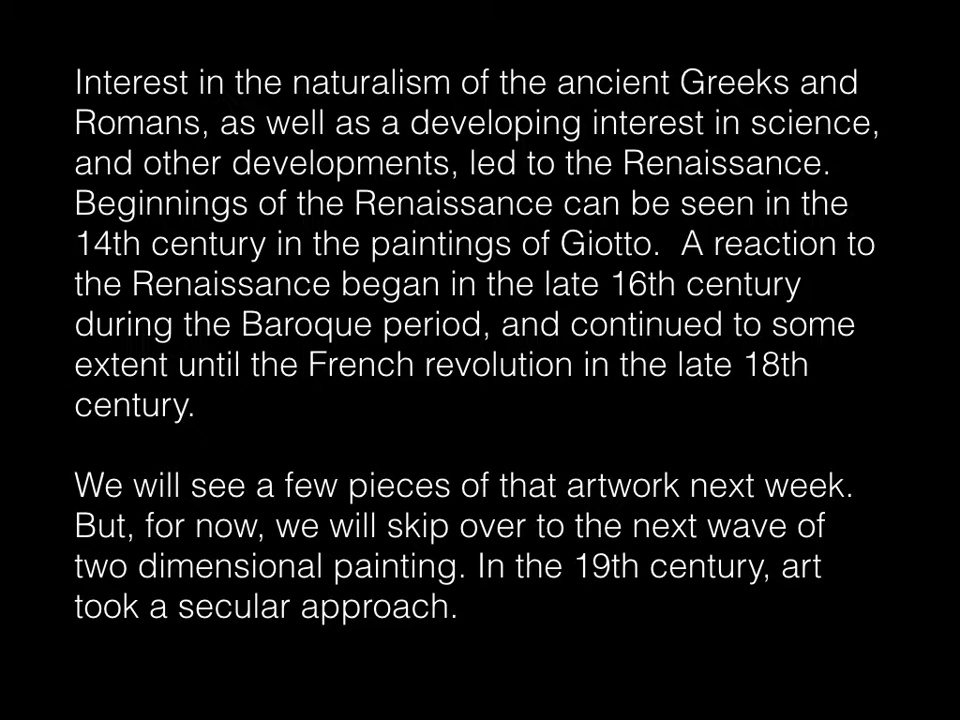 Interest in the naturalism of the ancient Greeks and
Romans, as well as a developing interest in science,
and other developments, led to the Renaissance.
Beginnings of the Renaissance can be seen in the
14th century in the paintings of Giotto.  A reaction to
the Renaissance began in the late 16th century
during the Baroque period, and continued to some
extent until the French revolution in the late 18th
century.
We will see a few pieces of that artwork next week.
But, for now, we will skip over to the next wave of
two dimensional painting. In the 19th century, art
took a secular approach.